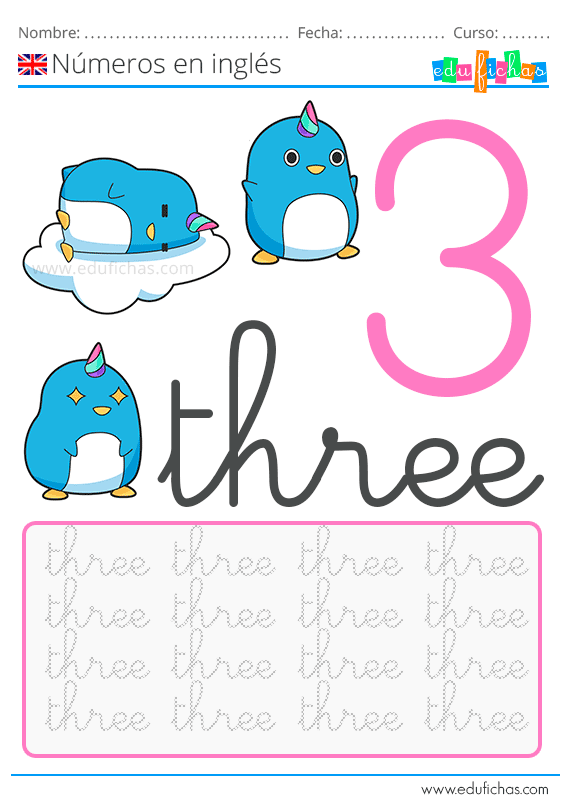 Nombre: ................................. Fecha: ................ Curso: ........
Números en inglés
edufichas
3
www.edufichas.com
three
three three three three
three three three three
three three three three
three three three three
www.edufichas.com